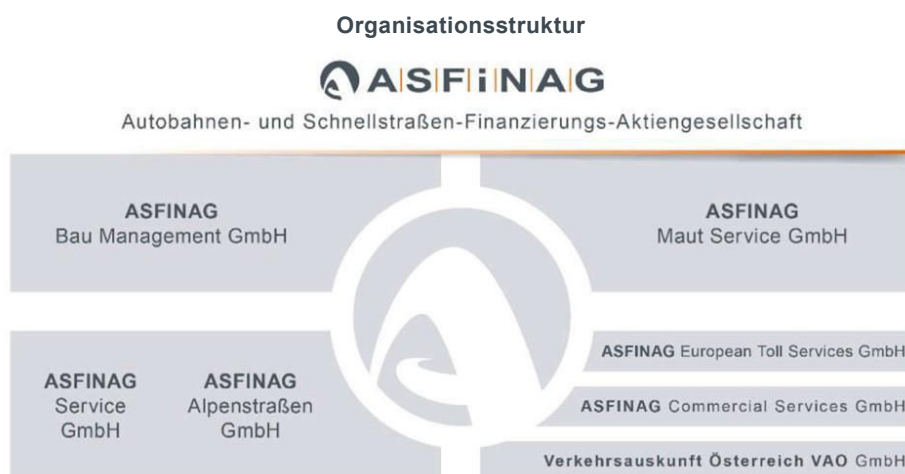 Organisationsstruktur
A|S|F|i|N|A|G
Autobahnen- und Schnellstraßen-Finanzierungs-Aktiengesellschaft
ASFINAG
Bau Management GmbH
ASFINAG
Maut Service GmbH
ASFINAG
Service
GmbH
ASFINAG
Alpenstraßen
GmbH
ASFINAG European Toll Services GmbH
ASFINAG Commercial Services GmbH
Verkehrsauskunft Österreich VAO GmbH